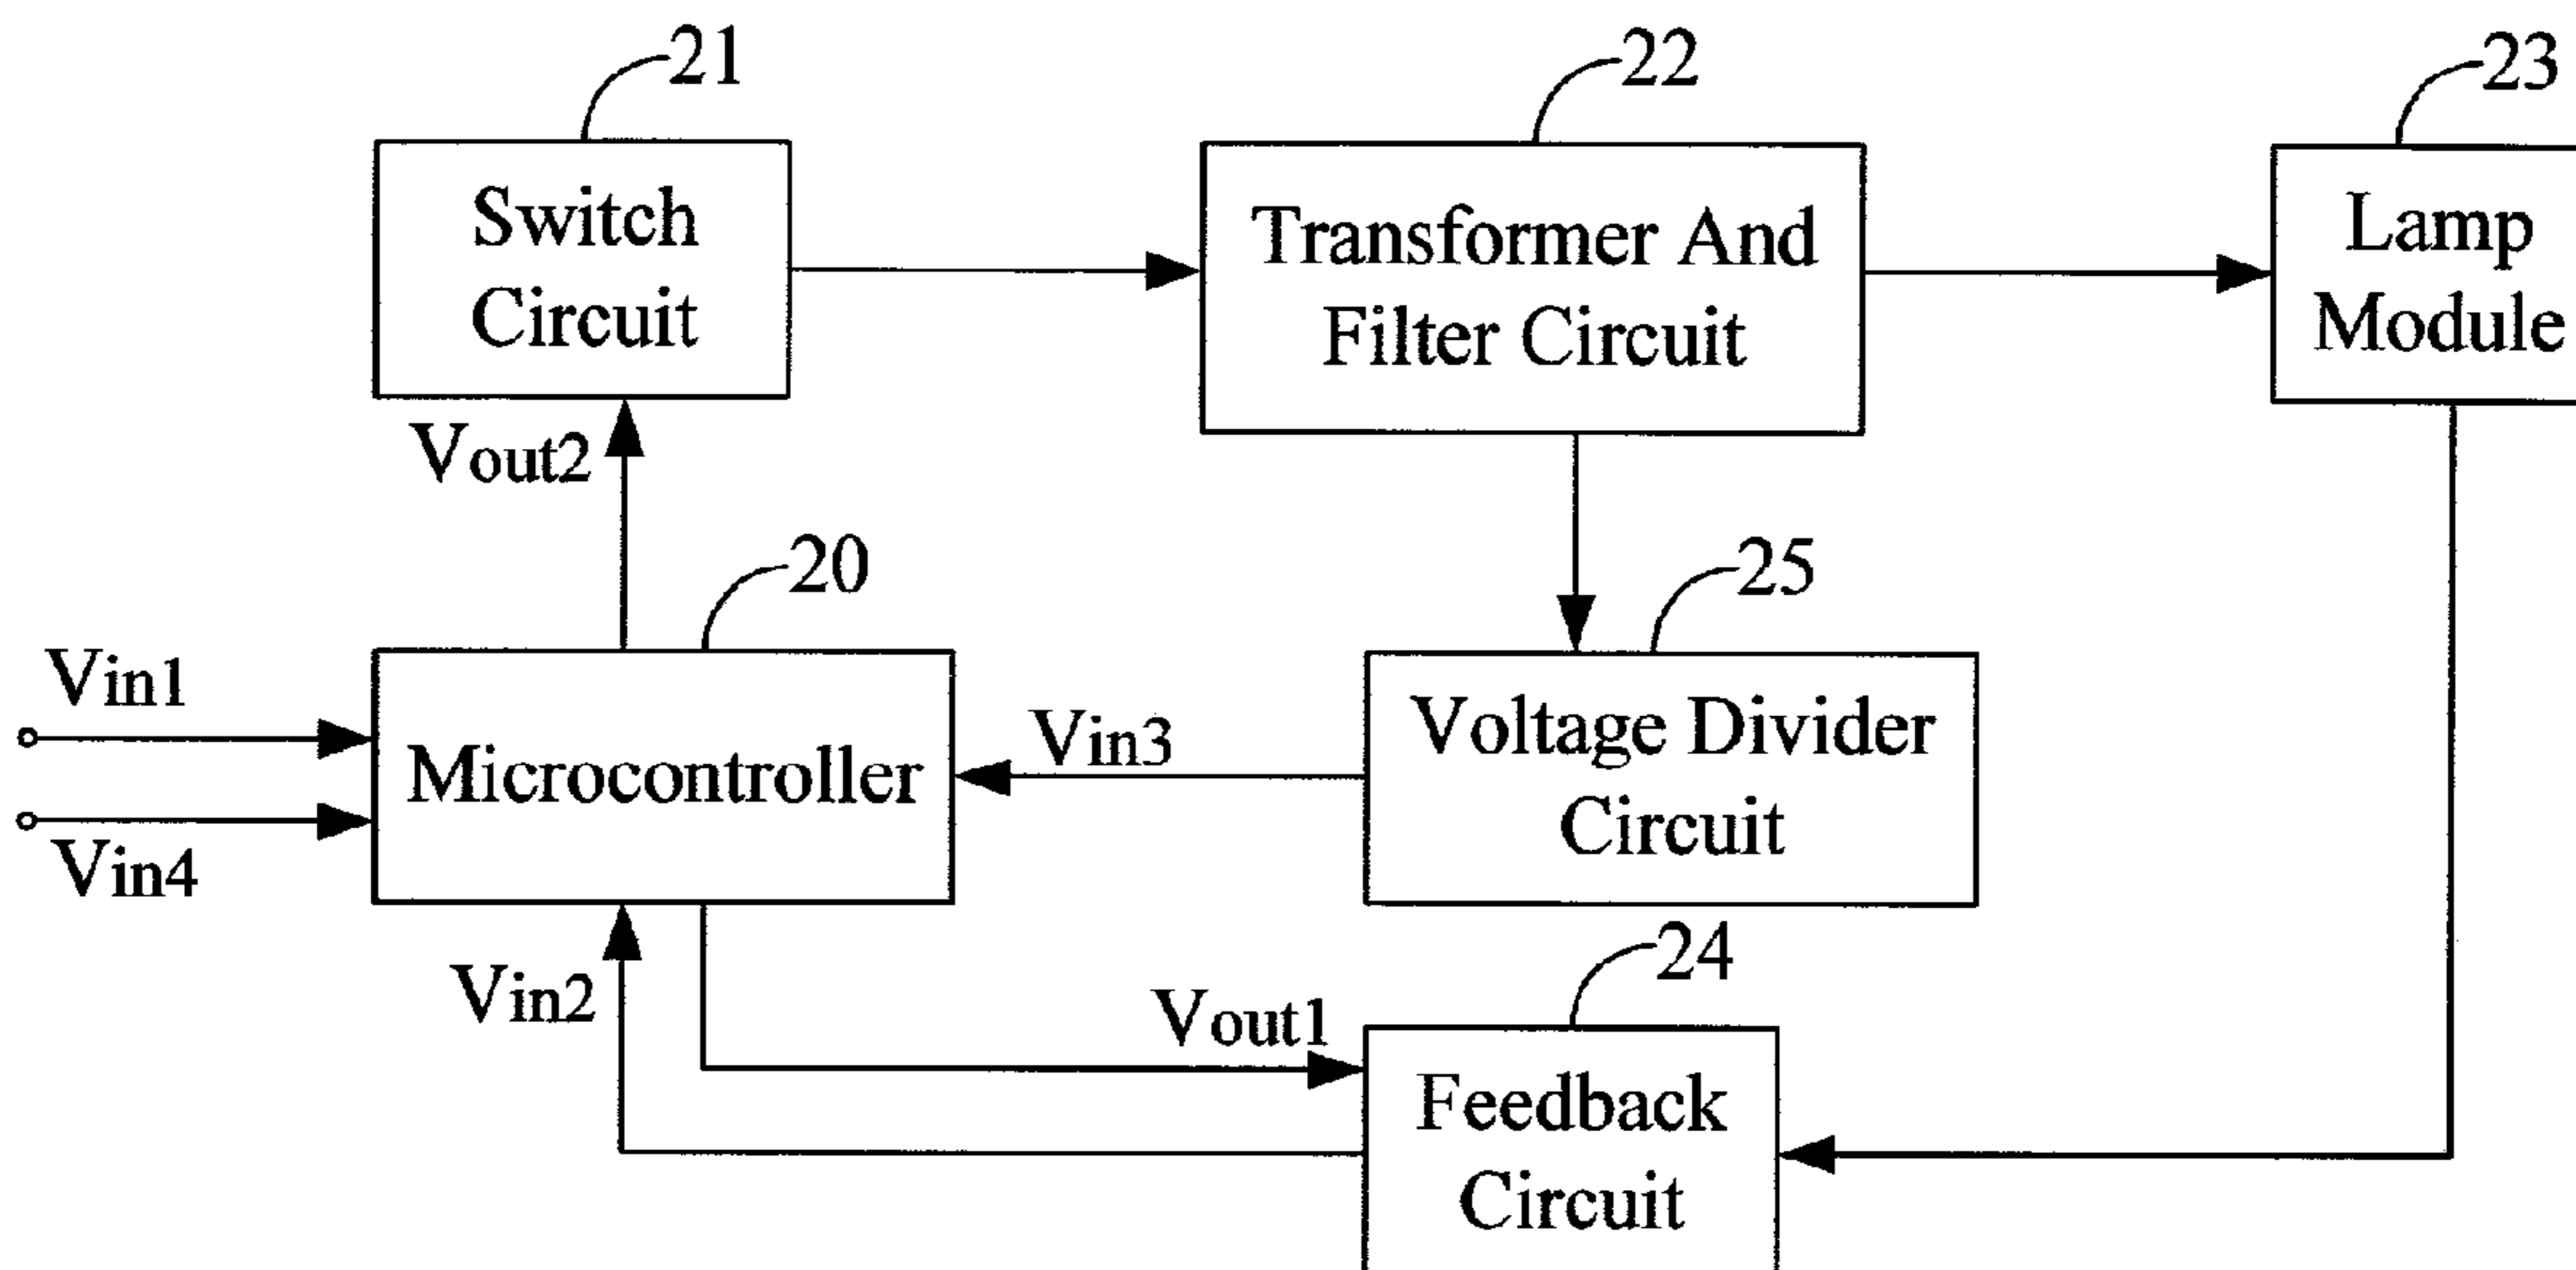 21
22
23
Switch
Circuit
Transformer And
Filter Circuit
Lamp
Module
Vout2
20
25
Vin1
Microcontroller
Vin3
Voltage Divider
Circuit
Vin4
24
Vin2
Vout1
Feedback
Circuit